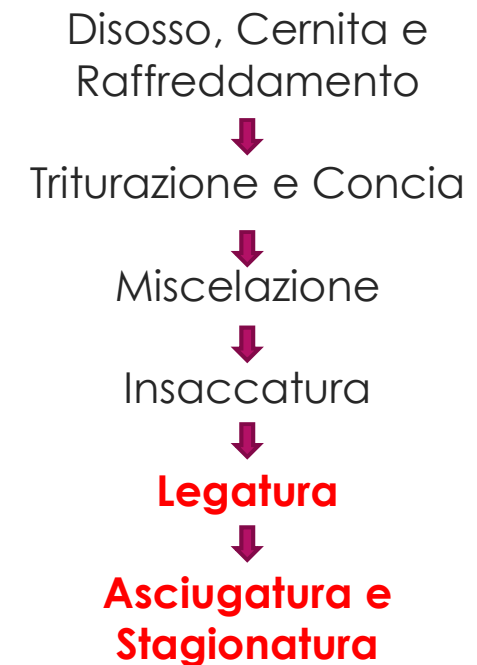 Disosso, Cernita e
Raffreddamento
Triturazione e Concia
Miscelazione
Insaccatura
Legatura
Asciugatura e
Stagionatura